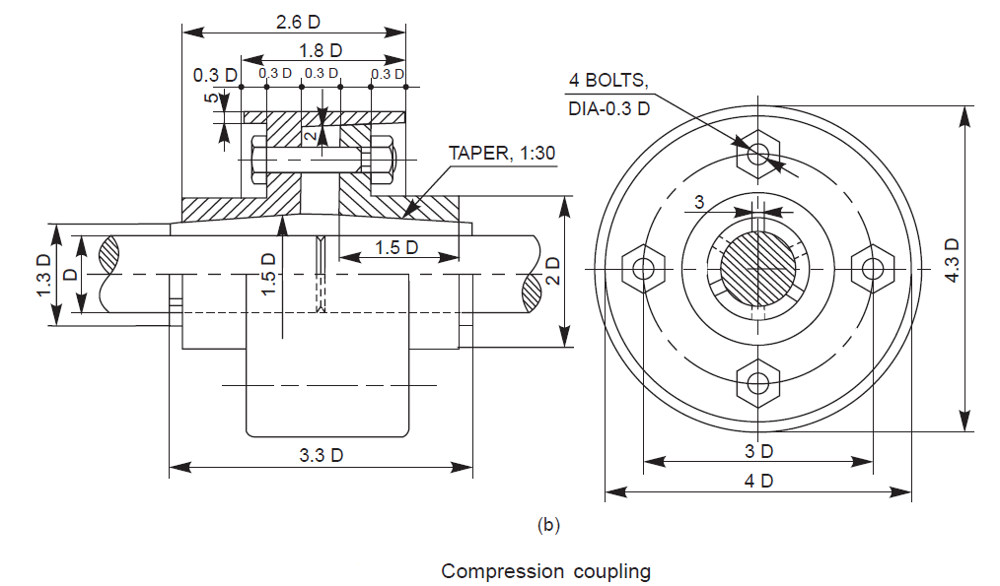 2.6 D
1.8 D
0.3 D
0.3 D
0.3 D
0.3 D
5
2
4 BOLTS,
DIA-0.3 D
TAPER, 1:30
3
1.3 D
D
1.5 D
1.5 D
2 D
4.3 D
3.3 D
3 D
4 D
(b)
Compression coupling